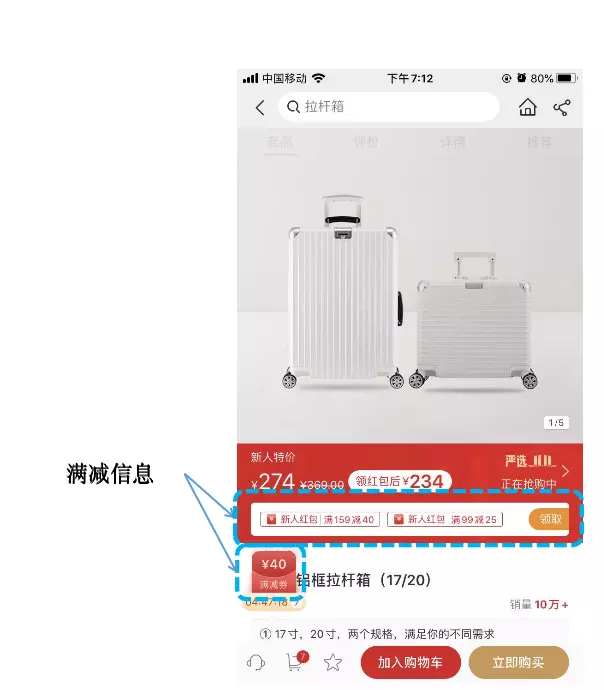 中国移动
下午7:12
80%
拉杆箱
商品 评价 详情 推荐
1/5
新人特价
¥274 ¥369.00 领红包后¥234
严选
正在抢购中
满减信息
新人红包 满159减40
新人红包 满99减25
领取
¥40
满减券
铝框拉杆箱（17/20）
04:47:18
销量 10万+
① 17寸，20寸，两个规格，满足你的不同需求
7
加入购物车
立即购买